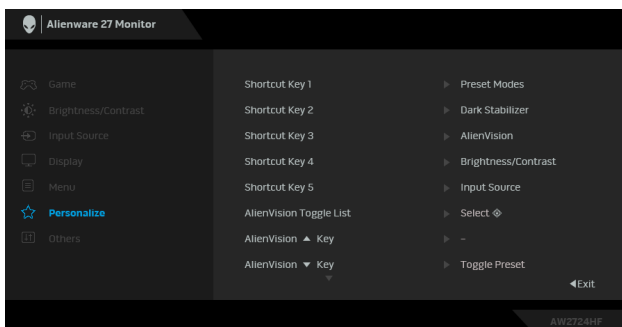 Alienware 27 Monitor
Game
Brightness/Contrast
Input Source
Display
Menu
Personalize
Others
Shortcut Key 1 Preset Modes
Shortcut Key 2 Dark Stabilizer
Shortcut Key 3 AlienVision
Shortcut Key 4 Brightness/Contrast
Shortcut Key 5 Input Source
AlienVision Toggle List Select
AlienVision ▲ Key –
AlienVision ▼ Key Toggle Preset
Exit
AW2724HF